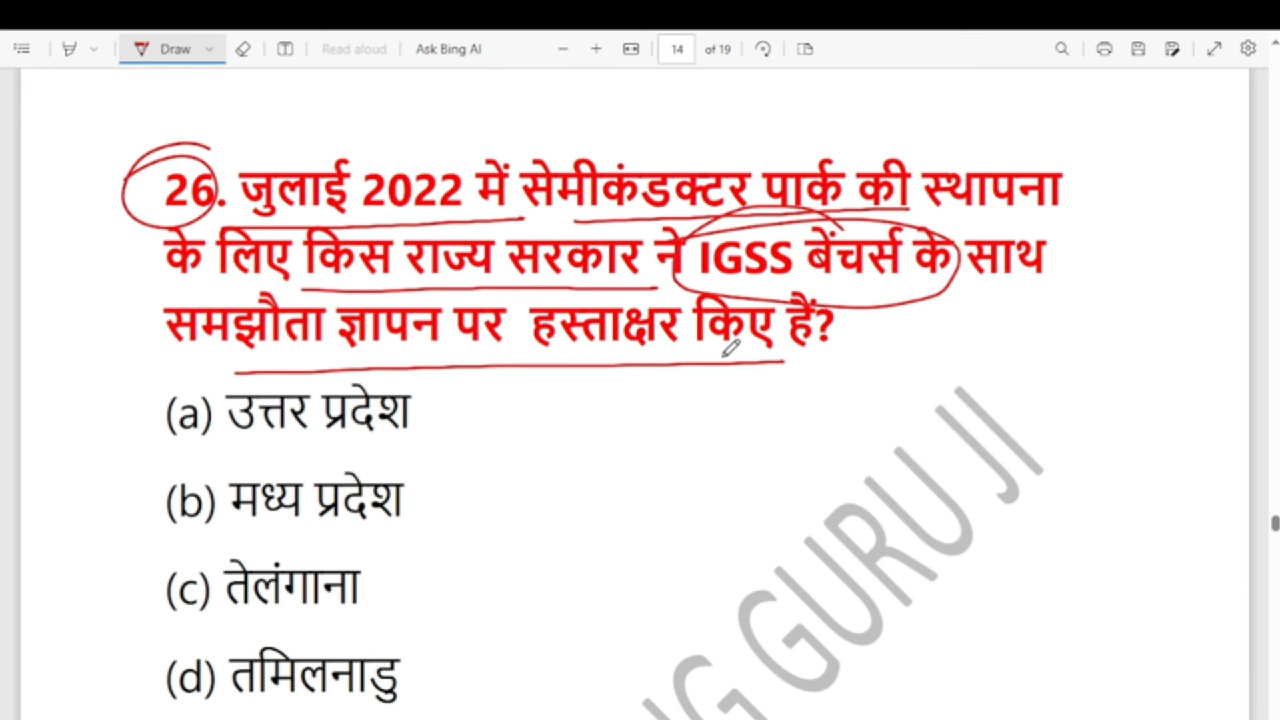 Draw
Read aloud
Ask Bing AI
14
of 19
26. जुलाई 2022 में सेमीकंडक्टर पार्क की स्थापना
के लिए किस राज्य सरकार ने IGSS बेंचर्स के साथ
समझौता ज्ञापन पर हस्ताक्षर किए हैं?
(a) उत्तर प्रदेश
(b) मध्य प्रदेश
(c) तेलंगाना
(d) तमिलनाडु
GURU JI